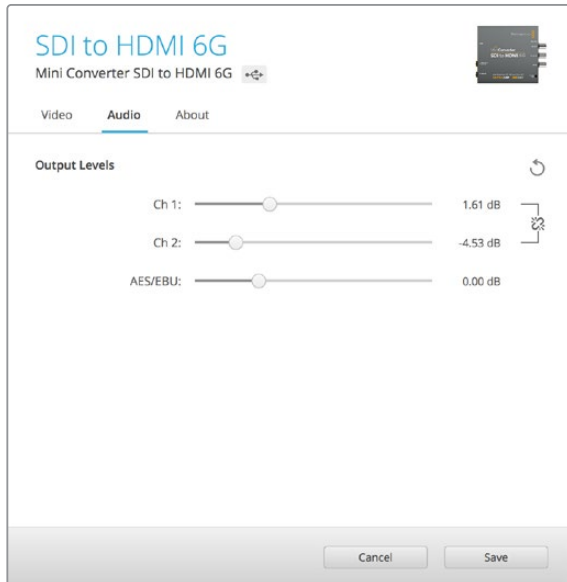 SDI to HDMI 6G
Mini Converter SDI to HDMI 6G
Video Audio About
Output Levels
Ch 1: 1.61 dB
Ch 2: -4.53 dB
AES/EBU: 0.00 dB
Cancel Save